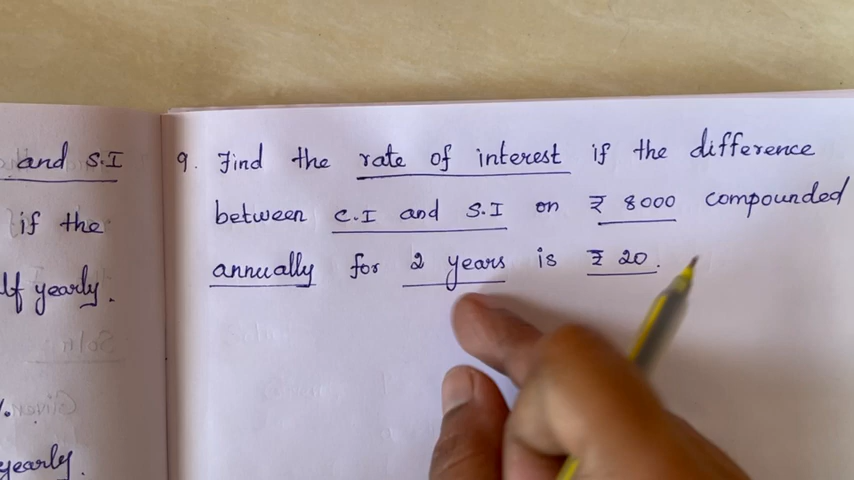 and S.I
if the
lf yearly.
%.
yearly.
9. Find the rate of interest if the difference
between C.I and S.I on ₹ 8000 compounded
annually for 2 years is ₹ 20.